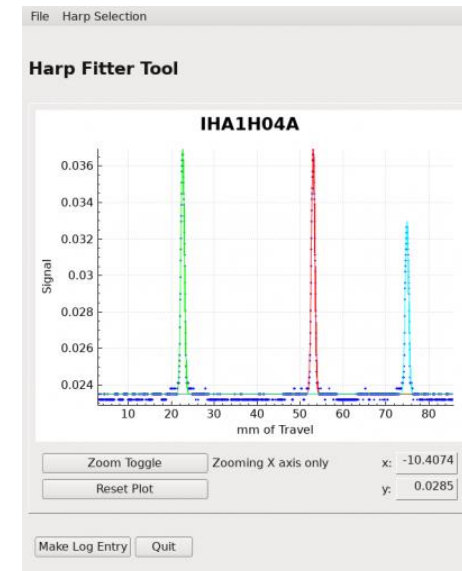 File Harp Selection
Harp Fitter Tool
IHA1H04A
0.036
0.034
0.032
0.03
0.028
0.026
0.024
Signal
10 20 30 40 50 60 70 80
mm of Travel
Zoom Toggle Zooming X axis only x: -10.4074
Reset Plot y: 0.0285
Make Log Entry Quit